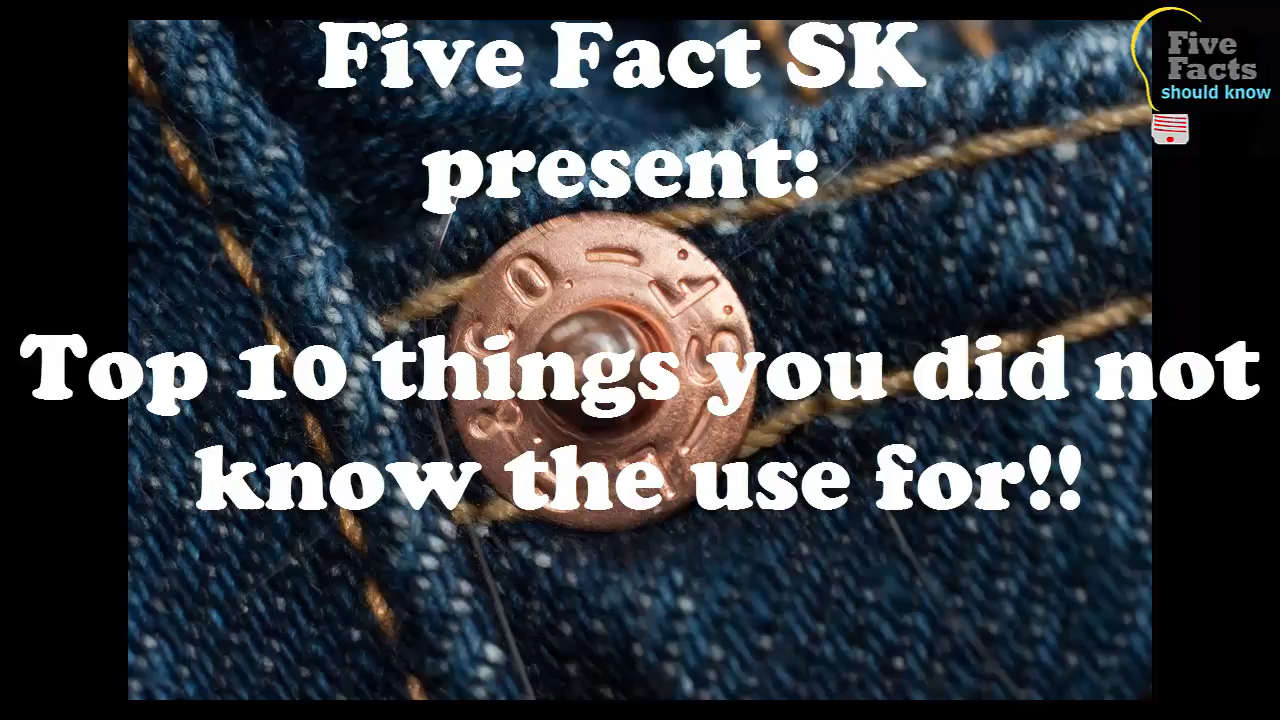 Five Fact SK
present:
Top 10 things you did not
know the use for!!
Five
Facts
should know